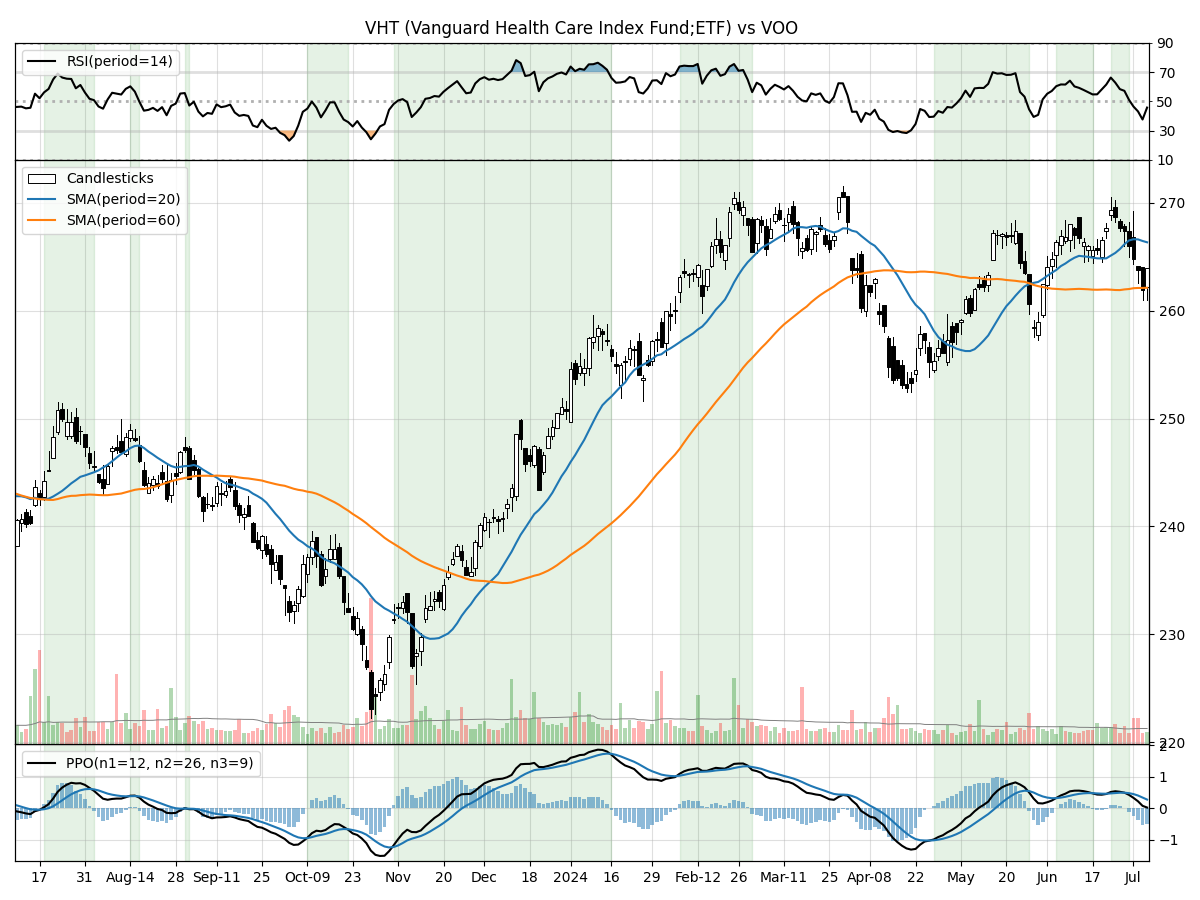 VHT (Vanguard Health Care Index Fund;ETF) vs VOO
RSI(period=14)
90
70
50
30
10
Candlesticks
SMA(period=20)
SMA(period=60)
270
260
250
240
230
220
PPO(n1=12, n2=26, n3=9)
2
1
0
−1
17 31 Aug-14 28 Sep-11 25 Oct-09 23 Nov 20 Dec 18 2024 16 29 Feb-12 26 Mar-11 25 Apr-08 22 May 20 Jun 17 Jul